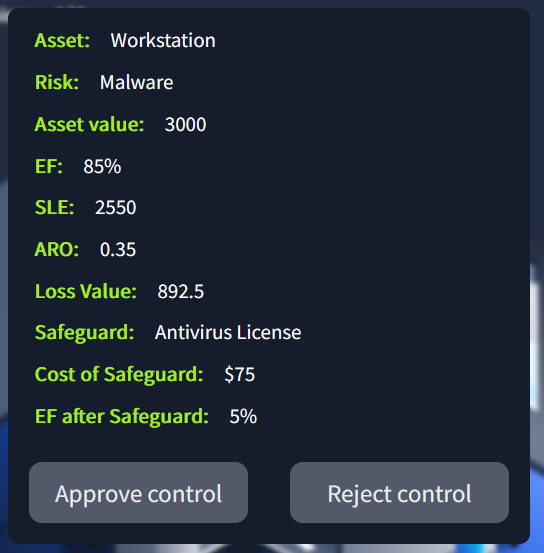 Asset: Workstation
Risk: Malware
Asset value: 3000
EF: 85%
SLE: 2550
ARO: 0.35
Loss Value: 892.5
Safeguard: Antivirus License
Cost of Safeguard: $75
EF after Safeguard: 5%
Approve control Reject control